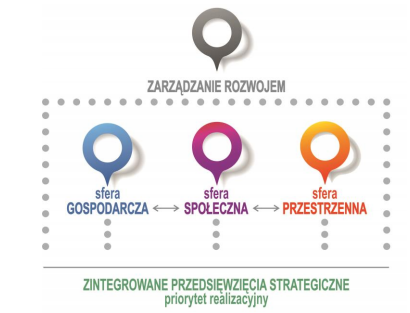 ZARZĄDZANIE ROZWOJEM
sfera GOSPODARCZA
sfera SPOŁECZNA
sfera PRZESTRZENNA
ZINTEGROWANE PRZEDSIĘWZIĘCIA STRATEGICZNE
priorytet realizacyjny